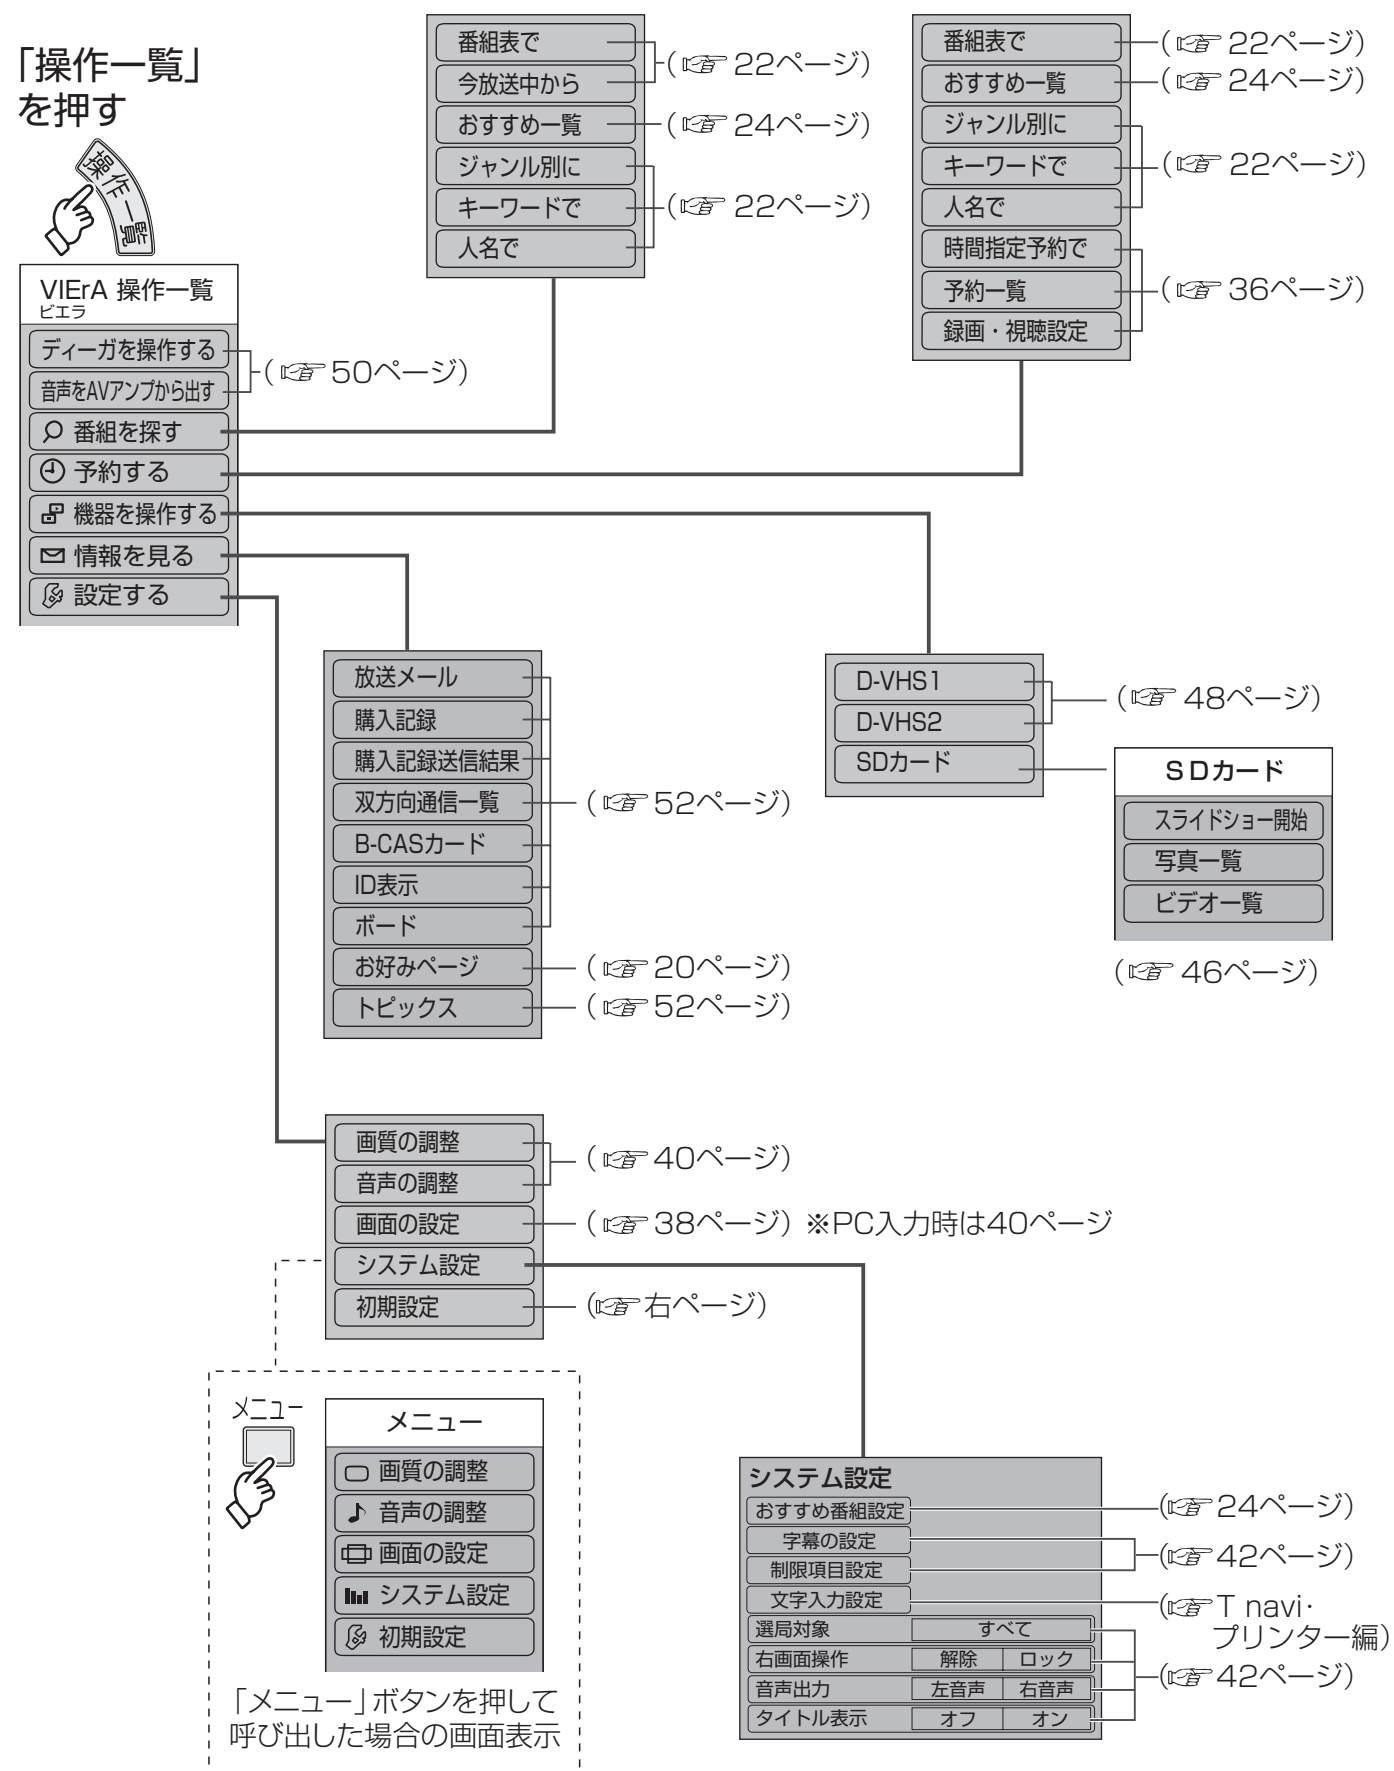 「操作一覧」
を押す
操作一覧
VIErA 操作一覧
ビエラ
ディーガを操作する
音声をAVアンプから出す
(☞50ページ)
番組を探す
予約する
機器を操作する
情報を見る
設定する
番組表で
今放送中から
(☞22ページ)
おすすめ一覧
(☞24ページ)
ジャンル別に
キーワードで
(☞22ページ)
人名で
番組表で
(☞22ページ)
おすすめ一覧
(☞24ページ)
ジャンル別に
キーワードで
(☞22ページ)
人名で
時間指定予約で
予約一覧
(☞36ページ)
録画・視聴設定
放送メール
購入記録
購入記録送信結果
双方向通信一覧
(☞52ページ)
B-CASカード
ID表示
ボード
お好みページ
(☞20ページ)
トピックス
(☞52ページ)
D-VHS1
D-VHS2
(☞48ページ)
SDカード
SDカード
スライドショー開始
写真一覧
ビデオ一覧
(☞46ページ)
画質の調整
音声の調整
(☞40ページ)
画面の設定
(☞38ページ) ※PC入力時は40ページ
システム設定
初期設定
(☞右ページ)
メニュー
メニュー
画質の調整
音声の調整
画面の設定
システム設定
初期設定
「メニュー」ボタンを押して
呼び出した場合の画面表示
システム設定
おすすめ番組設定
(☞24ページ)
字幕の設定
制限項目設定
(☞42ページ)
文字入力設定
(☞T navi・
プリンター編)
選局対象 すべて
右画面操作 解除 ロック
音声出力 左音声 右音声
タイトル表示 オフ オン
(☞42ページ)